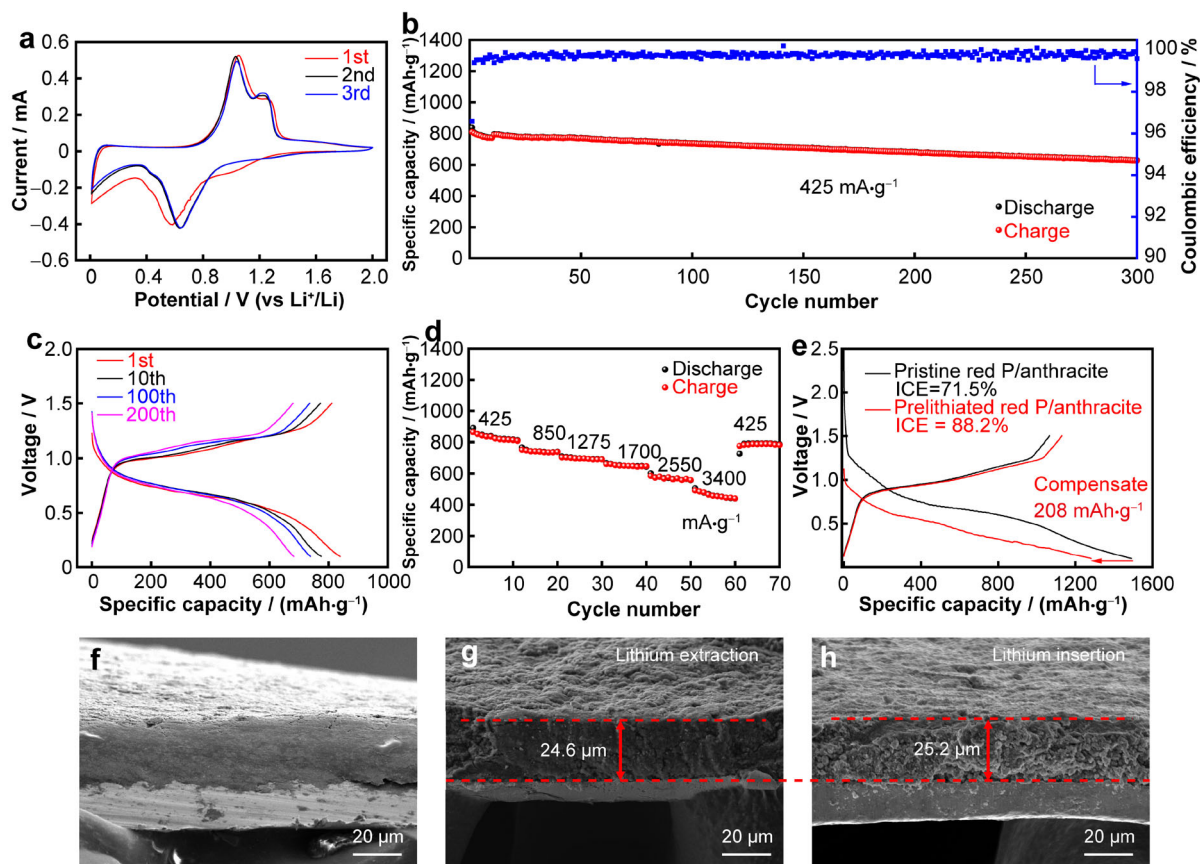 a
0.6
0.4
0.2
0
−0.2
−0.4
−0.6
Current / mA
1st
2nd
3rd
0
0.4
0.8
1.2
1.6
2.0
Potential / V (vs Li⁺/Li)
b
1400
1200
1000
800
600
400
200
0
Specific capacity / (mAh·g⁻¹)
425 mA·g⁻¹
Discharge
Charge
100
98
96
94
92
90
Coulombic efficiency / %
50
100
150
200
250
300
Cycle number
c
2.0
1.5
1.0
0.5
0
Voltage / V
1st
10th
100th
200th
0
200
400
600
800
1000
Specific capacity / (mAh·g⁻¹)
d
1400
1200
1000
800
600
400
200
0
Specific capacity / (mAh·g⁻¹)
Discharge
Charge
425
850
1275
1700
2550
3400
425
mA·g⁻¹
10
20
30
40
50
60
70
Cycle number
e
2.5
2.0
1.5
1.0
0.5
Voltage / V
Pristine red P/anthracite
ICE=71.5%
Prelithiated red P/anthracite
ICE = 88.2%
Compensate
208 mAh·g⁻¹
0
400
800
1200
1600
Specific capacity / (mAh·g⁻¹)
f
20 µm
g
Lithium extraction
24.6 µm
20 µm
h
Lithium insertion
25.2 µm
20 µm